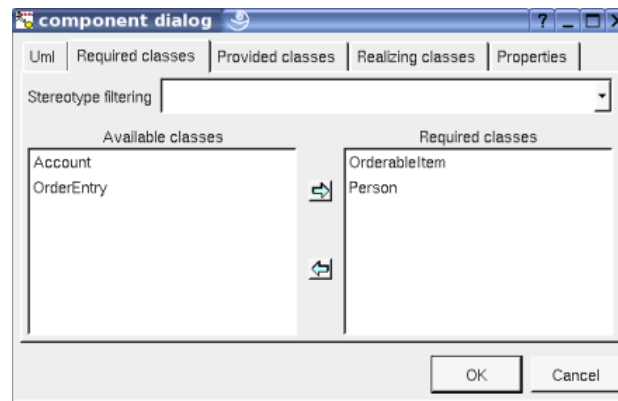 component dialog
Uml Required classes Provided classes Realizing classes Properties
Stereotype filtering
Available classes Required classes
Account OrderableItem
OrderEntry Person
OK Cancel